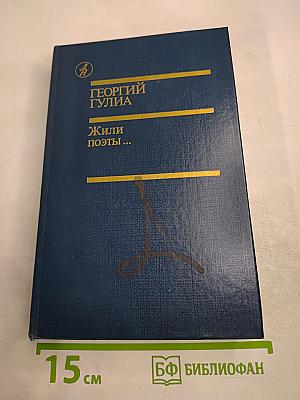 ГЕОРГИЙ
ГУЛИА
Жили
поэты ...
15 см
БФ БИБЛИОФАН